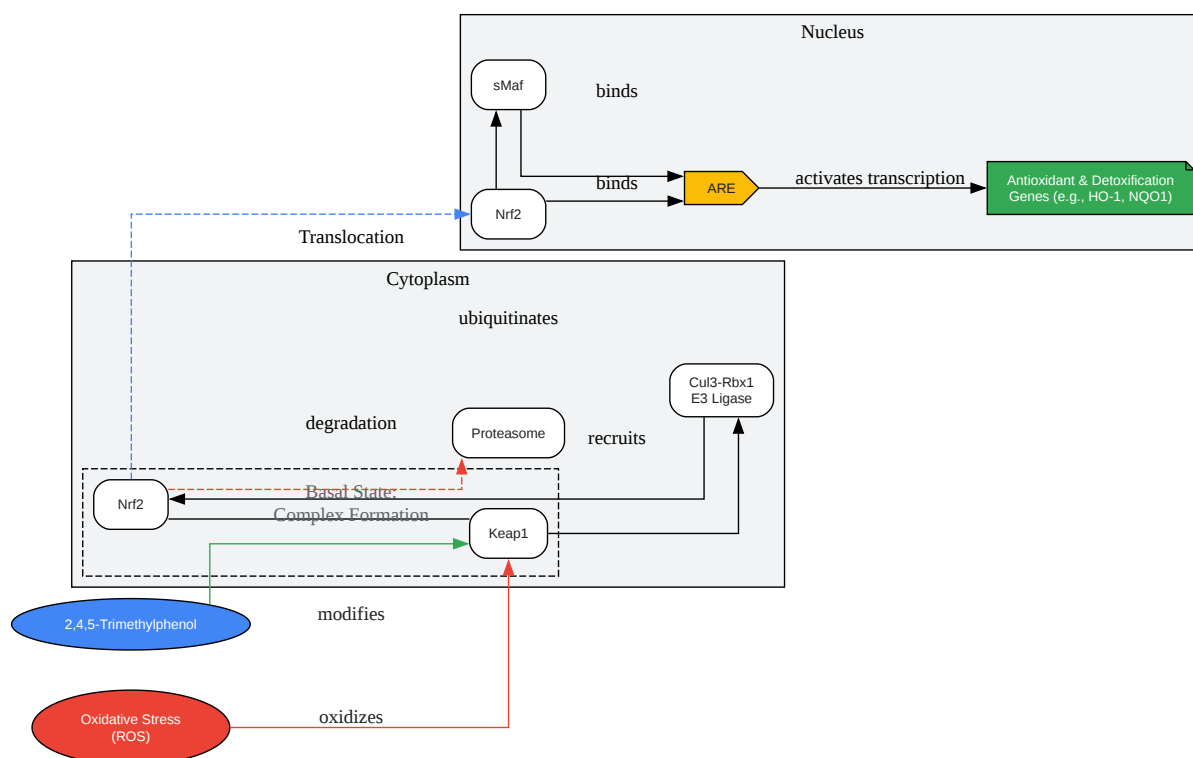 Nucleus
sMaf
binds
binds
ARE
activates transcription
Antioxidant & Detoxification
Genes (e.g., HO-1, NQO1)
Nrf2
Translocation
Cytoplasm
ubiquitinates
Cul3-Rbx1
E3 Ligase
degradation
Proteasome
recruits
Basal State:
Complex Formation
Nrf2
Keap1
modifies
2,4,5-Trimethylphenol
oxidizes
Oxidative Stress
(ROS)